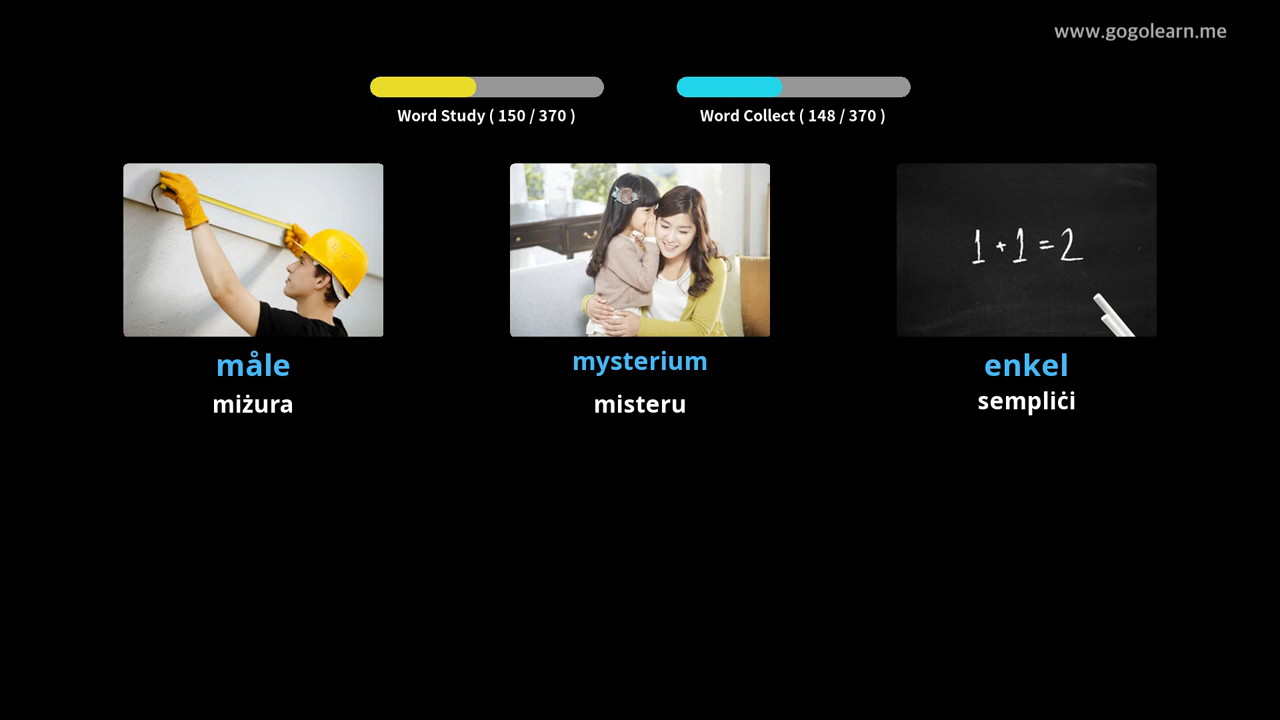 www.gogolearn.me
Word Study ( 150 / 370 )
Word Collect ( 148 / 370 )
1 + 1 = 2
måle
miżura
mysterium
misteru
enkel
sempliċi